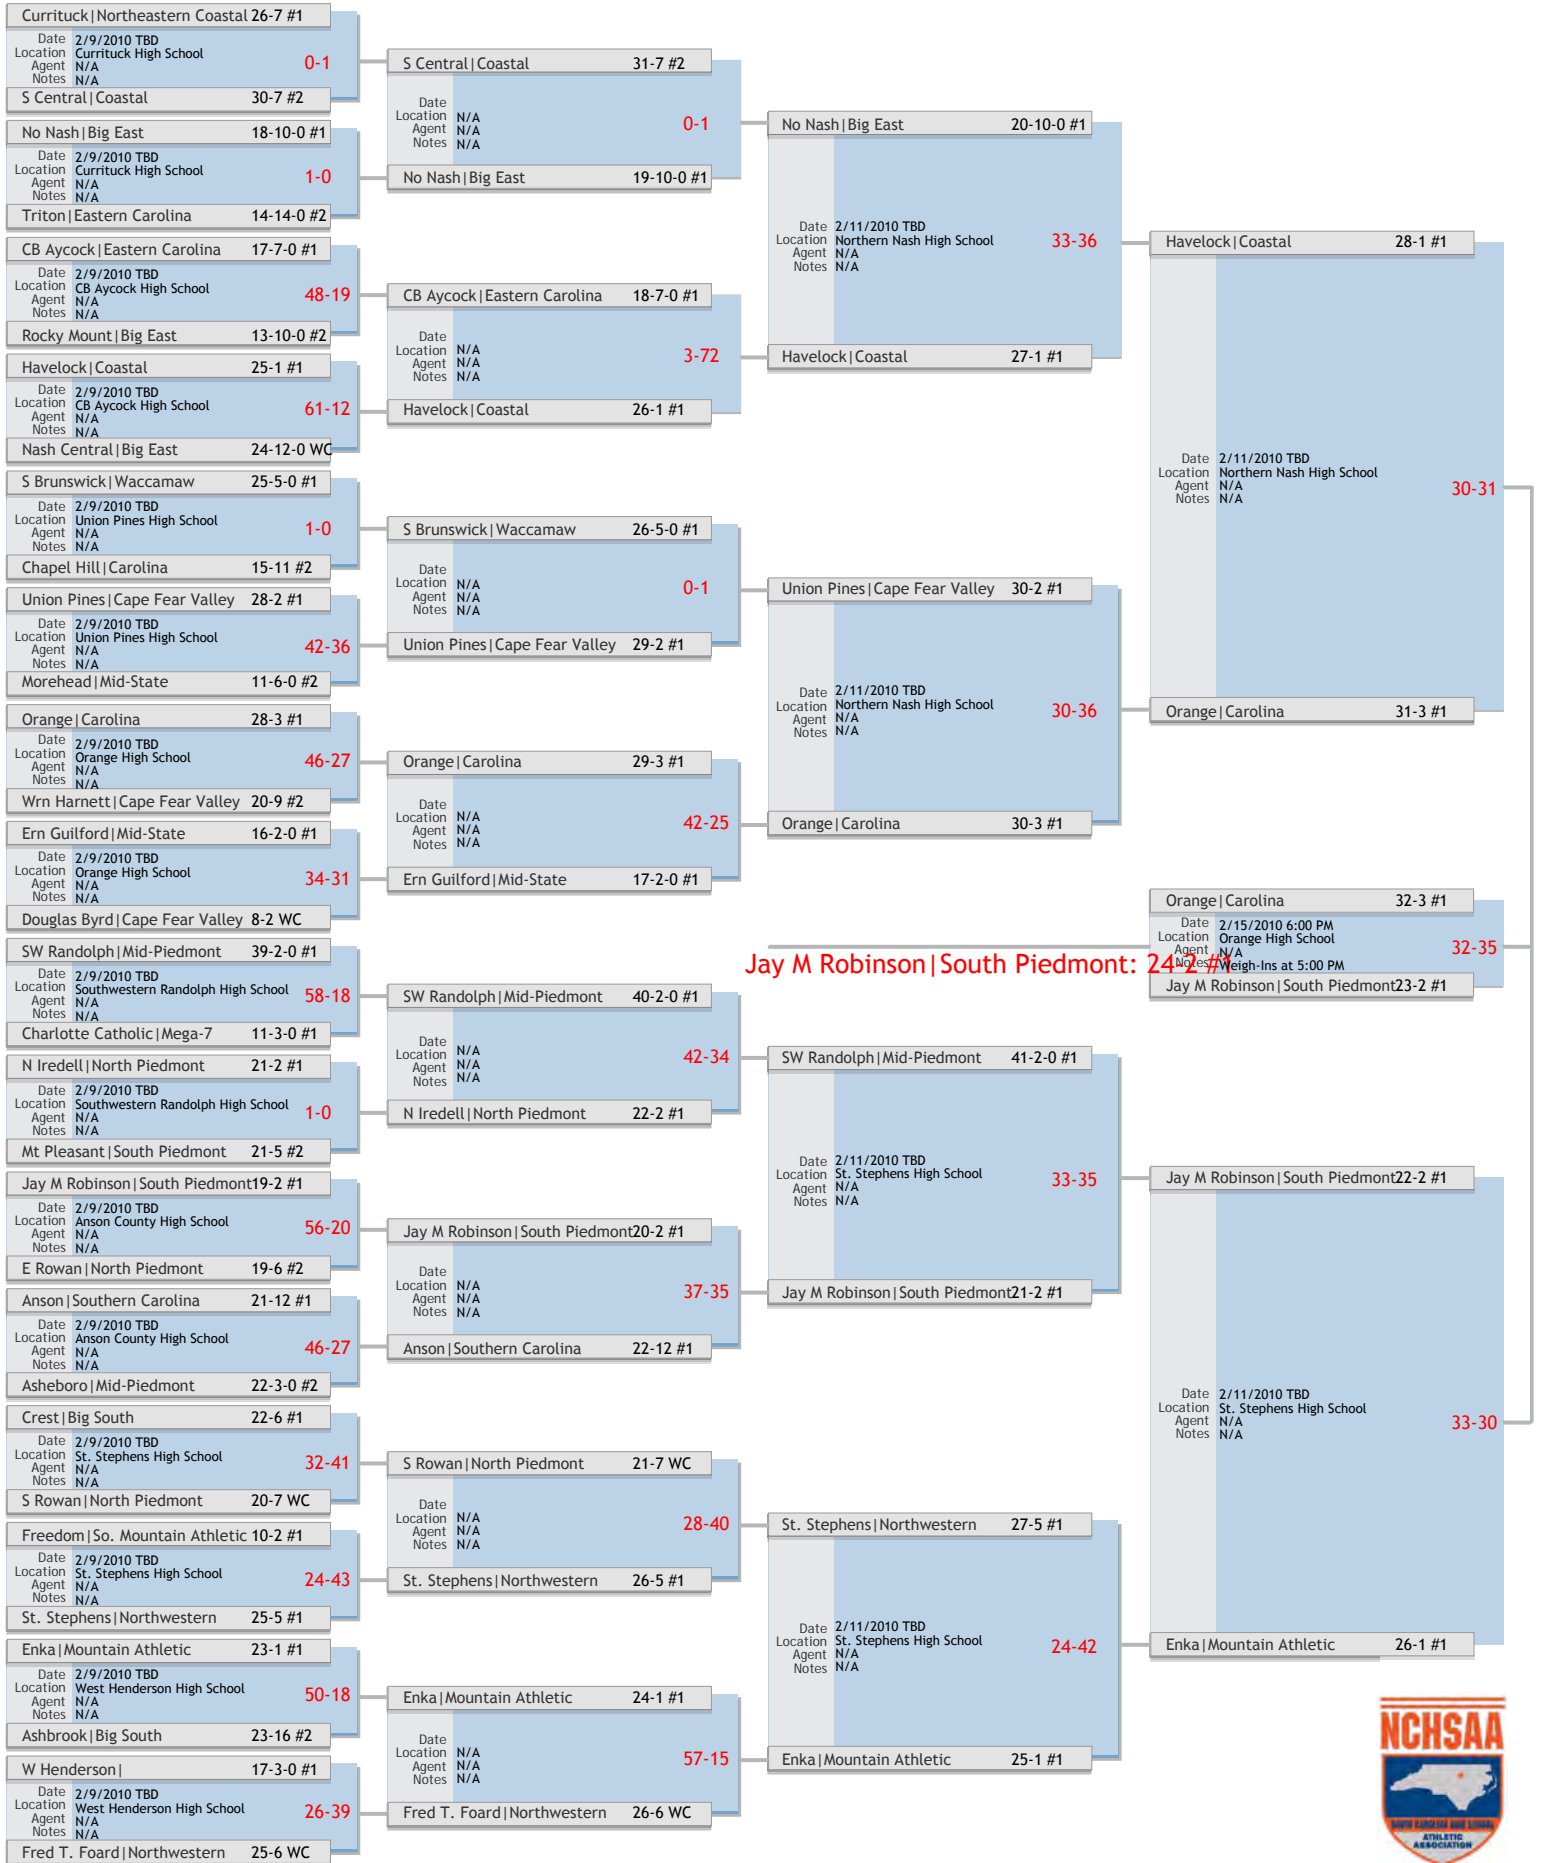 Currituck|Northeastern Coastal 26-7 #1
Date 2/9/2010 TBD
Location Currituck High School
Agent N/A
Notes N/A
0-1
S Central|Coastal 30-7 #2
No Nash|Big East 18-10-0 #1
Date 2/9/2010 TBD
Location Currituck High School
Agent N/A
Notes N/A
1-0
Triton|Eastern Carolina 14-14-0 #2
CB Aycock|Eastern Carolina 17-7-0 #1
Date 2/9/2010 TBD
Location CB Aycock High School
Agent N/A
Notes N/A
48-19
Rocky Mount|Big East 13-10-0 #2
Havelock|Coastal 25-1 #1
Date 2/9/2010 TBD
Location CB Aycock High School
Agent N/A
Notes N/A
61-12
Nash Central|Big East 24-12-0 WC
S Brunswick|Waccamaw 25-5-0 #1
Date 2/9/2010 TBD
Location Union Pines High School
Agent N/A
Notes N/A
1-0
Chapel Hill|Carolina 15-11 #2
Union Pines|Cape Fear Valley 28-2 #1
Date 2/9/2010 TBD
Location Union Pines High School
Agent N/A
Notes N/A
42-36
Morehead|Mid-State 11-6-0 #2
Orange|Carolina 28-3 #1
Date 2/9/2010 TBD
Location Orange High School
Agent N/A
Notes N/A
46-27
Wrn Harnett|Cape Fear Valley 20-9 #2
Ern Guilford|Mid-State 16-2-0 #1
Date 2/9/2010 TBD
Location Orange High School
Agent N/A
Notes N/A
34-31
Douglas Byrd|Cape Fear Valley 8-2 WC
SW Randolph|Mid-Piedmont 39-2-0 #1
Date 2/9/2010 TBD
Location Southwestern Randolph High School
Agent N/A
Notes N/A
58-18
Charlotte Catholic|Mega-7 11-3-0 #1
N Iredell|North Piedmont 21-2 #1
Date 2/9/2010 TBD
Location Southwestern Randolph High School
Agent N/A
Notes N/A
1-0
Mt Pleasant|South Piedmont 21-5 #2
Jay M Robinson|South Piedmont19-2 #1
Date 2/9/2010 TBD
Location Anson County High School
Agent N/A
Notes N/A
56-20
E Rowan|North Piedmont 19-6 #2
Anson|Southern Carolina 21-12 #1
Date 2/9/2010 TBD
Location Anson County High School
Agent N/A
Notes N/A
46-27
Asheboro|Mid-Piedmont 22-3-0 #2
Crest|Big South 22-6 #1
Date 2/9/2010 TBD
Location St. Stephens High School
Agent N/A
Notes N/A
32-41
S Rowan|North Piedmont 20-7 WC
Freedom|So. Mountain Athletic 10-2 #1
Date 2/9/2010 TBD
Location St. Stephens High School
Agent N/A
Notes N/A
24-43
St. Stephens|Northwestern 25-5 #1
Enka|Mountain Athletic 23-1 #1
Date 2/9/2010 TBD
Location West Henderson High School
Agent N/A
Notes N/A
50-18
Ashbrook|Big South 23-16 #2
W Henderson| 17-3-0 #1
Date 2/9/2010 TBD
Location West Henderson High School
Agent N/A
Notes N/A
26-39
Fred T. Foard|Northwestern 25-6 WC
S Central|Coastal 31-7 #2
Date
Location N/A
Agent N/A
Notes N/A
0-1
No Nash|Big East 19-10-0 #1
CB Aycock|Eastern Carolina 18-7-0 #1
Date
Location N/A
Agent N/A
Notes N/A
3-72
Havelock|Coastal 26-1 #1
S Brunswick|Waccamaw 26-5-0 #1
Date
Location N/A
Agent N/A
Notes N/A
0-1
Union Pines|Cape Fear Valley 29-2 #1
Orange|Carolina 29-3 #1
Date
Location N/A
Agent N/A
Notes N/A
42-25
Ern Guilford|Mid-State 17-2-0 #1
SW Randolph|Mid-Piedmont 40-2-0 #1
Date
Location N/A
Agent N/A
Notes N/A
42-34
N Iredell|North Piedmont 22-2 #1
Jay M Robinson|South Piedmont20-2 #1
Date
Location N/A
Agent N/A
Notes N/A
37-35
Anson|Southern Carolina 22-12 #1
S Rowan|North Piedmont 21-7 WC
Date
Location N/A
Agent N/A
Notes N/A
28-40
St. Stephens|Northwestern 26-5 #1
Enka|Mountain Athletic 24-1 #1
Date
Location N/A
Agent N/A
Notes N/A
57-15
Fred T. Foard|Northwestern 26-6 WC
No Nash|Big East 20-10-0 #1
Date 2/11/2010 TBD
Location Northern Nash High School
Agent N/A
Notes N/A
33-36
Havelock|Coastal 27-1 #1
Union Pines|Cape Fear Valley 30-2 #1
Date 2/11/2010 TBD
Location Northern Nash High School
Agent N/A
Notes N/A
30-36
Orange|Carolina 30-3 #1
SW Randolph|Mid-Piedmont 41-2-0 #1
Date 2/11/2010 TBD
Location St. Stephens High School
Agent N/A
Notes N/A
33-35
Jay M Robinson|South Piedmont21-2 #1
St. Stephens|Northwestern 27-5 #1
Date 2/11/2010 TBD
Location St. Stephens High School
Agent N/A
Notes N/A
24-42
Enka|Mountain Athletic 25-1 #1
Havelock|Coastal 28-1 #1
Date 2/11/2010 TBD
Location Northern Nash High School
Agent N/A
Notes N/A
30-31
Orange|Carolina 31-3 #1
Orange|Carolina 32-3 #1
Date 2/15/2010 6:00 PM
Location Orange High School
Agent N/A
Notes Weigh-Ins at 5:00 PM
32-35
Jay M Robinson|South Piedmont23-2 #1
Jay M Robinson|South Piedmont: 24-2 #1
Jay M Robinson|South Piedmont22-2 #1
Date 2/11/2010 TBD
Location St. Stephens High School
Agent N/A
Notes N/A
33-30
Enka|Mountain Athletic 26-1 #1
NCHSAA
NORTH CAROLINA HIGH SCHOOL
ATHLETIC
ASSOCIATION